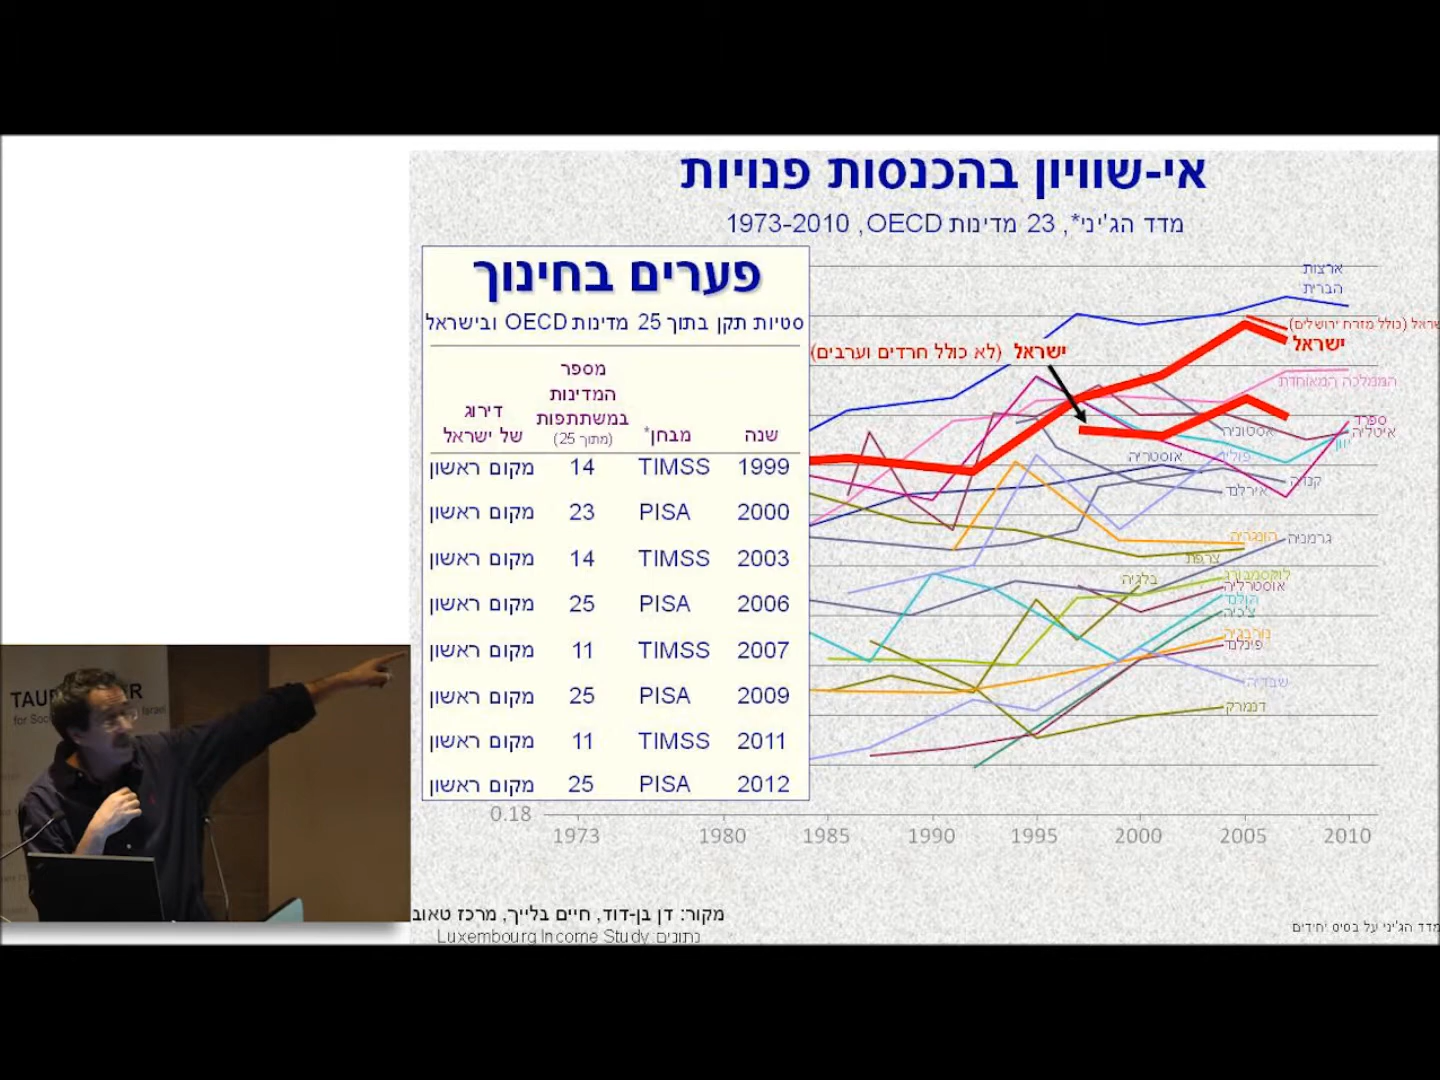 אי-שוויון בהכנסות פנויות
מדד הג'יני*, 23 מדינות OECD, 1973-2010
פערים בחינוך
סטיות תקן בתוך 25 מדינות OECD ובישראל
שנה מבחן* מספר המדינות במשתתפות (מתוך 25) דירוג של ישראל
1999 TIMSS 14 מקום ראשון
2000 PISA 23 מקום ראשון
2003 TIMSS 14 מקום ראשון
2006 PISA 25 מקום ראשון
2007 TIMSS 11 מקום ראשון
2009 PISA 25 מקום ראשון
2011 TIMSS 11 מקום ראשון
2012 PISA 25 מקום ראשון
ארצות
הברית
(כולל מזרח ירושלים)
ישראל
ישראל (לא כולל חרדים וערבים)
הממלכה המאוחדת
ספרד
איטליה
יוון
אסטוניה
פולין
אוסטריה
קנדה
אירלנד
הונגריה
גרמניה
צרפת
בלגיה
לוקסמבורג
אוסטרליה
הולנד
צ'כיה
נורבגיה
פינלנד
שבדיה
דנמרק
0.18
1973 1980 1985 1990 1995 2000 2005 2010
מקור: דן בן-דוד, חיים בלייך, מרכז טאוב
נתונים: Luxembourg Income Study
מדד הג'יני על בסיס יחידים
TAU
for Soc
Israel